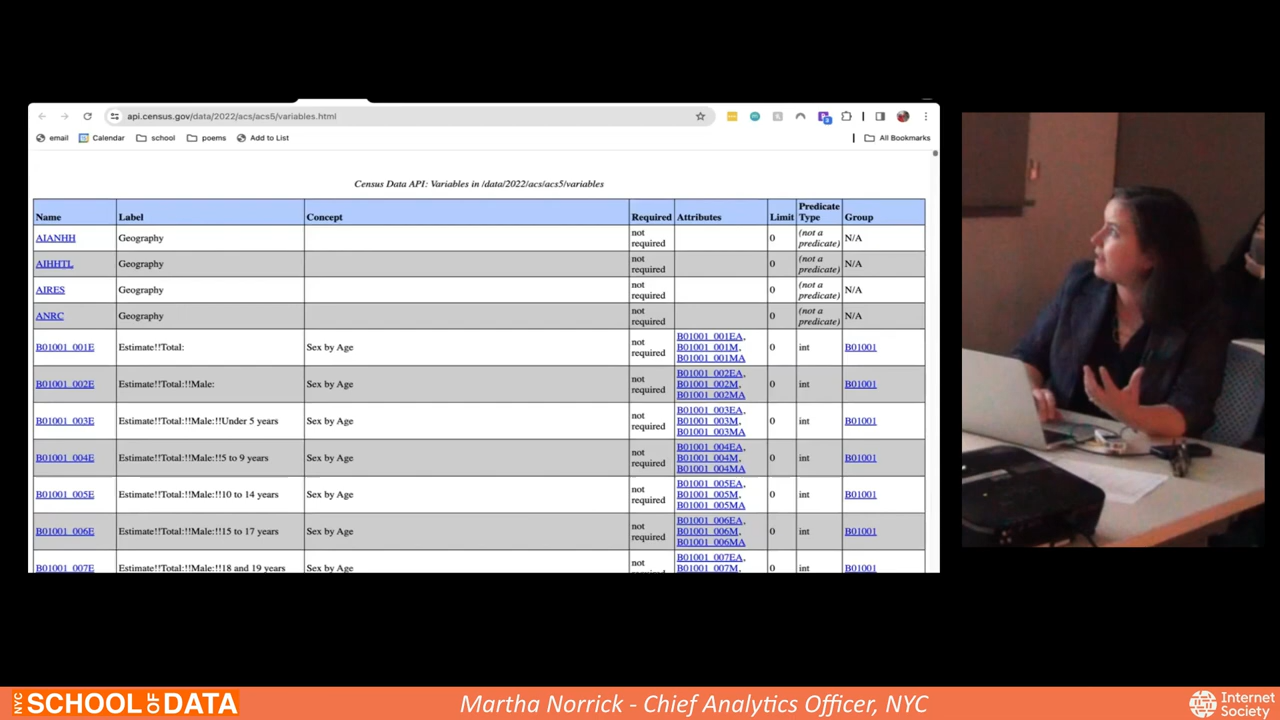 api.census.gov/data/2022/acs/acs5/variables.html
email Calendar school poems Add to List All Bookmarks
Census Data API: Variables in /data/2022/acs/acs5/variables
Name Label Concept Required Attributes Limit Predicate Type Group
AIANHH Geography not required 0 (not a predicate) N/A
AIHHTL Geography not required 0 (not a predicate) N/A
AIRES Geography not required 0 (not a predicate) N/A
ANRC Geography not required 0 (not a predicate) N/A
B01001_001E Estimate!!Total: Sex by Age not required B01001_001EA, B01001_001M, B01001_001MA 0 int B01001
B01001_002E Estimate!!Total:!!Male: Sex by Age not required B01001_002EA, B01001_002M, B01001_002MA 0 int B01001
B01001_003E Estimate!!Total:!!Male:!!Under 5 years Sex by Age not required B01001_003EA, B01001_003M, B01001_003MA 0 int B01001
B01001_004E Estimate!!Total:!!Male:!!5 to 9 years Sex by Age not required B01001_004EA, B01001_004M, B01001_004MA 0 int B01001
B01001_005E Estimate!!Total:!!Male:!!10 to 14 years Sex by Age not required B01001_005EA, B01001_005M, B01001_005MA 0 int B01001
B01001_006E Estimate!!Total:!!Male:!!15 to 17 years Sex by Age not required B01001_006EA, B01001_006M, B01001_006MA 0 int B01001
B01001_007E Estimate!!Total:!!Male:!!18 and 19 years Sex by Age not B01001_007EA, B01001_007M, 0 int B01001
NYC SCHOOL OF DATA
Martha Norrick - Chief Analytics Officer, NYC
Internet
Society